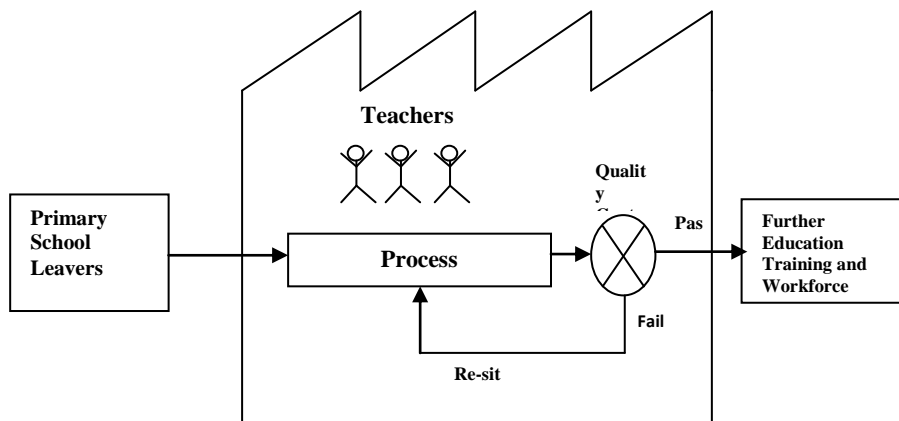 Teachers
Primary
School
Leavers
Process
Qualit
y
Pas
Fail
Re-sit
Further
Education
Training and
Workforce